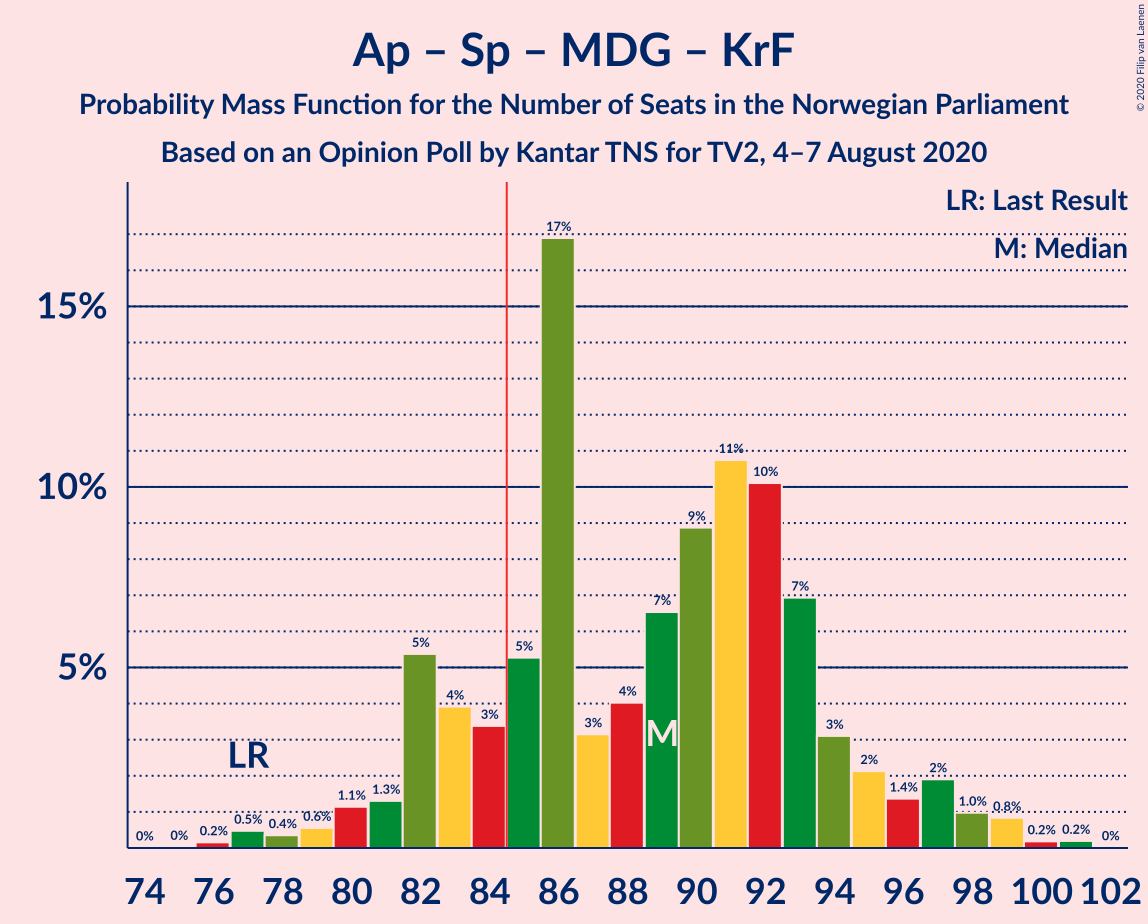 Ap – Sp – MDG – KrF
Probability Mass Function for the Number of Seats in the Norwegian Parliament
Based on an Opinion Poll by Kantar TNS for TV2, 4–7 August 2020
© 2020 Filip van Laenen
LR: Last Result
M: Median
15%
10%
5%
LR
M
0% 0% 0.2% 0.5% 0.4% 0.6% 1.1% 1.3% 5% 4% 3% 5% 17% 3% 4% 7% 9% 11% 10% 7% 3% 2% 1.4% 2% 1.0% 0.8% 0.2% 0.2% 0%
74 76 78 80 82 84 86 88 90 92 94 96 98 100 102